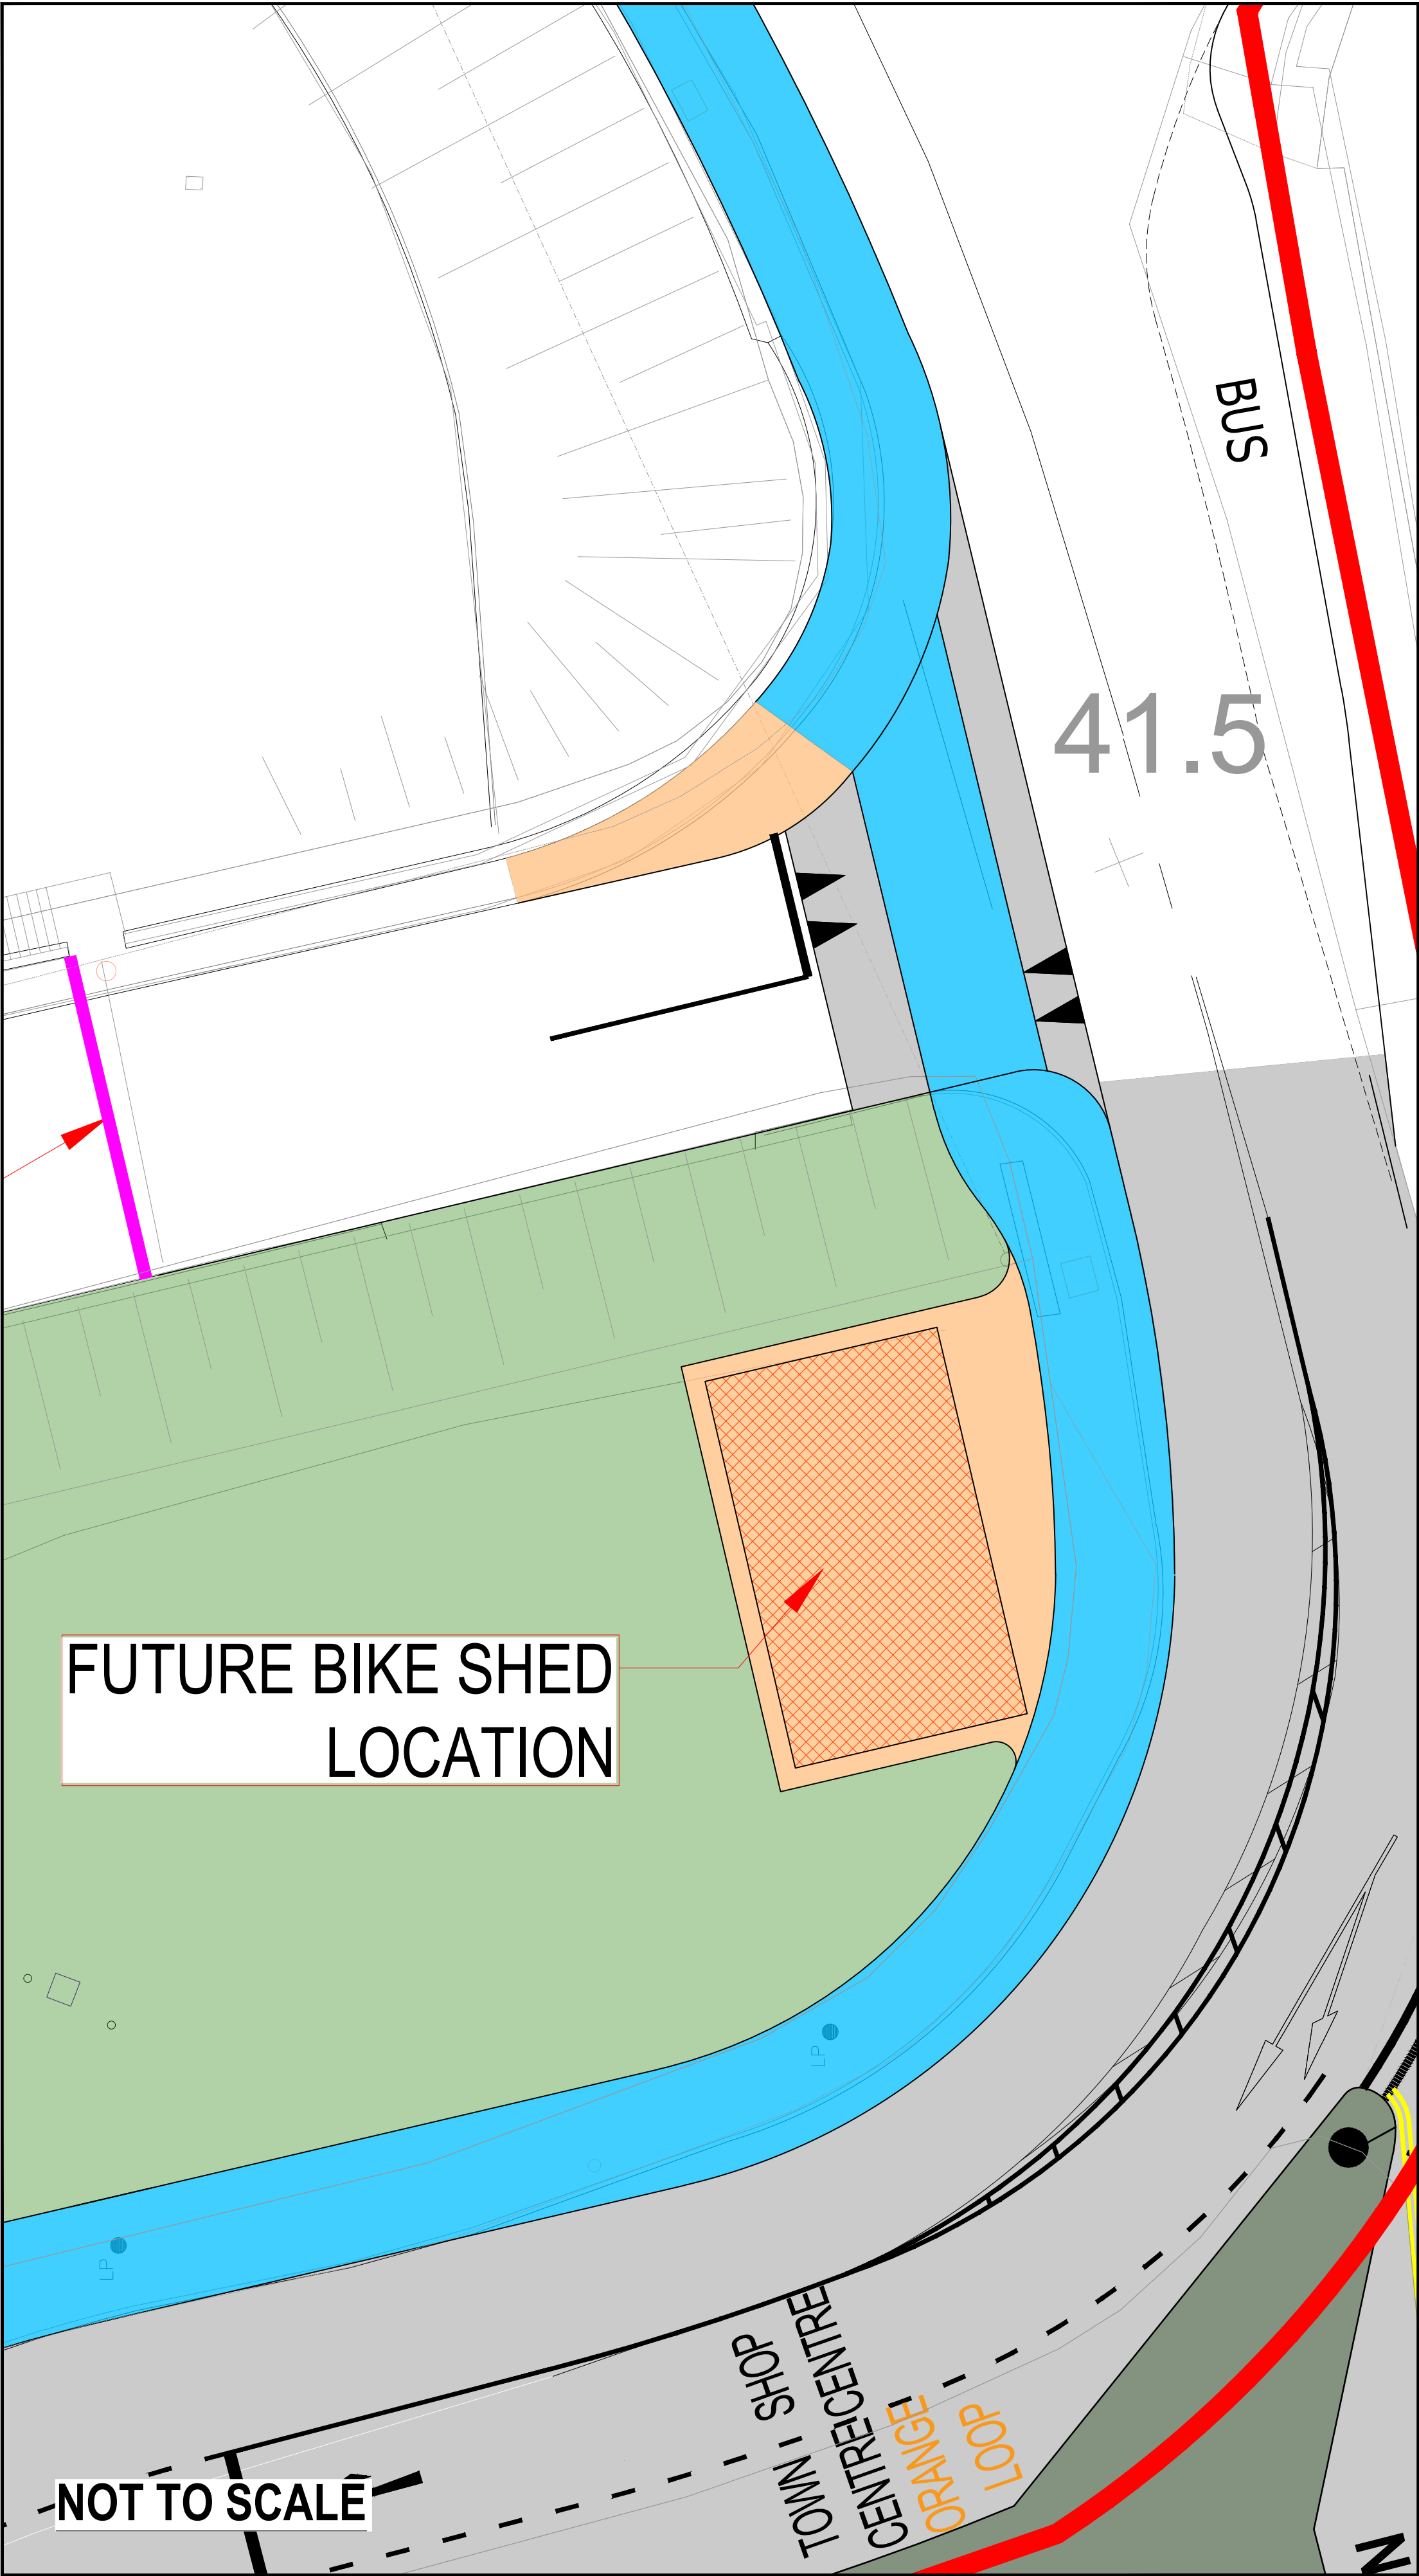 BUS
41.5
FUTURE BIKE SHED
LOCATION
LP
LP
TOWN
CENTRE
SHOP
CENTRE
ORANGE
LOOP
NOT TO SCALE
N